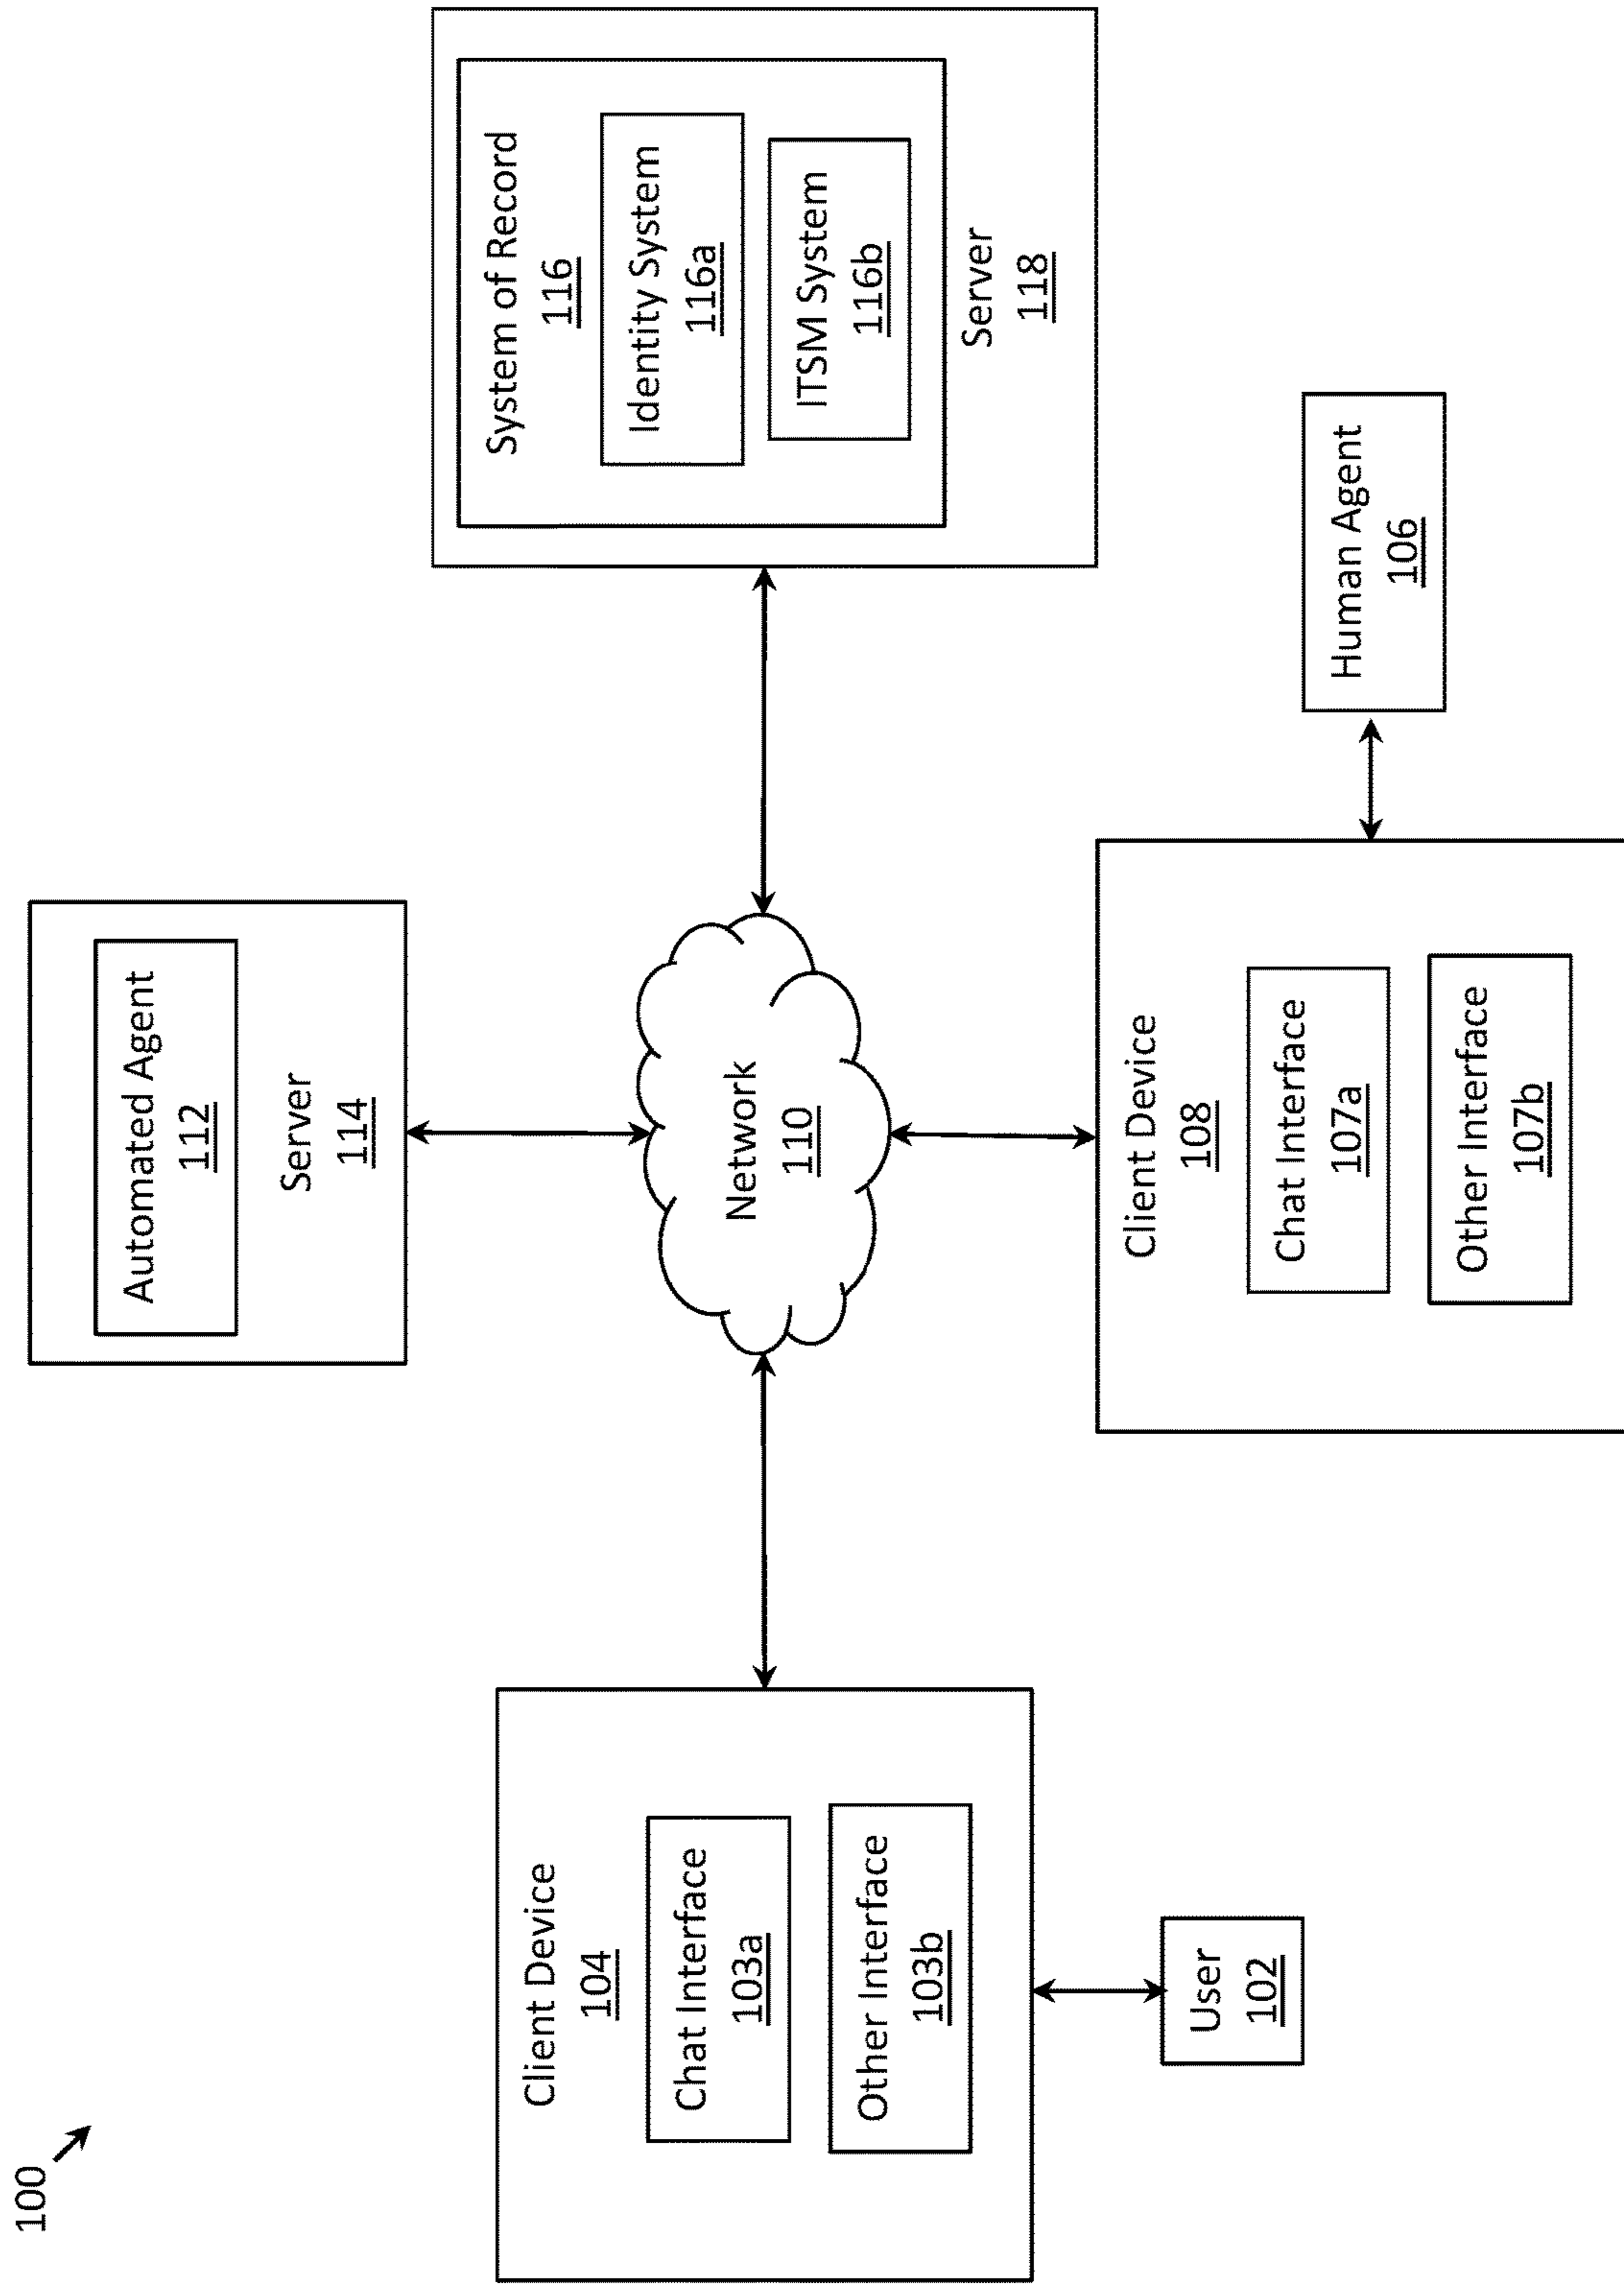 100
Automated Agent
112
Server
114
Client Device
104
Chat Interface
103a
Other Interface
103b
User
102
Network
110
System of Record
116
Identity System
116a
ITSM System
116b
Server
118
Client Device
108
Chat Interface
107a
Other Interface
107b
Human Agent
106